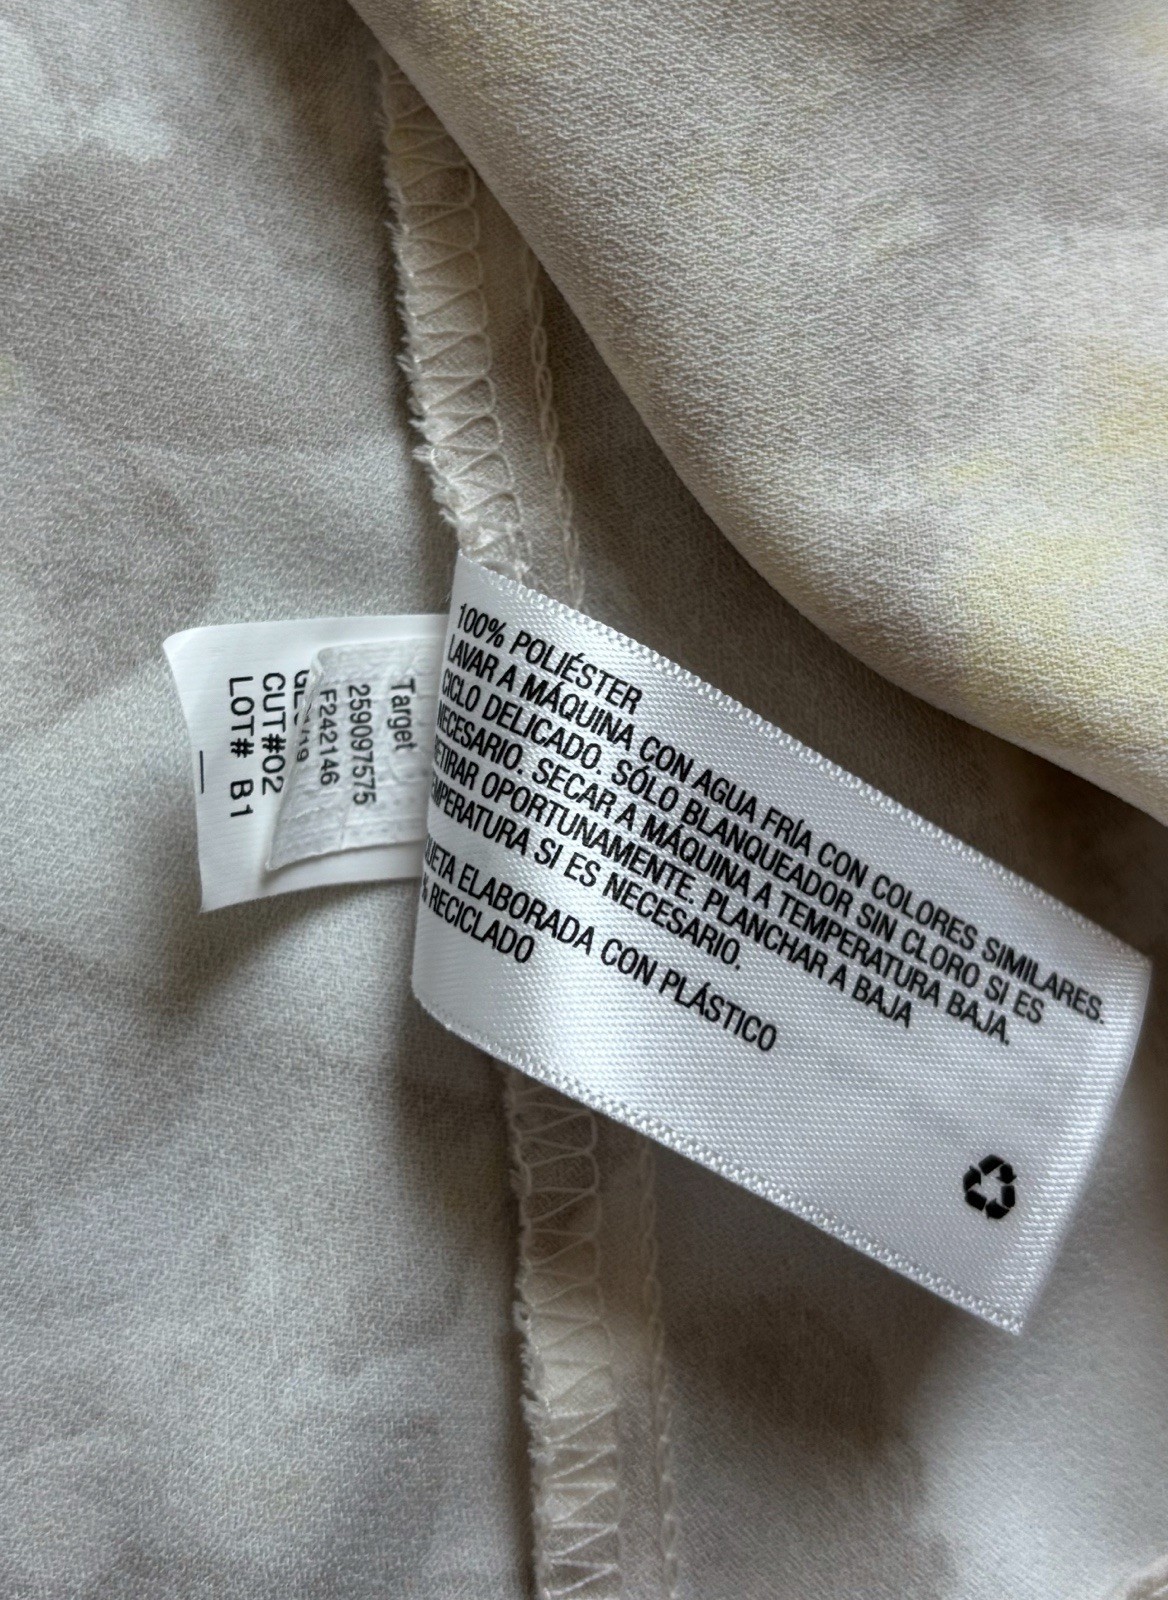 100% POLIÉSTER
LAVAR A MÁQUINA CON AGUA FRÍA CON COLORES SIMILARES.
CICLO DELICADO. SÓLO BLANQUEADOR SIN CLORO SI ES
NECESARIO. SECAR A MÁQUINA A TEMPERATURA BAJA.
RETIRAR OPORTUNAMENTE. PLANCHAR A BAJA
TEMPERATURA SI ES NECESARIO.
ELABORADA CON PLÁSTICO
% RECICLADO
Target
259097575
F242146
CUT#02
LOT# B1